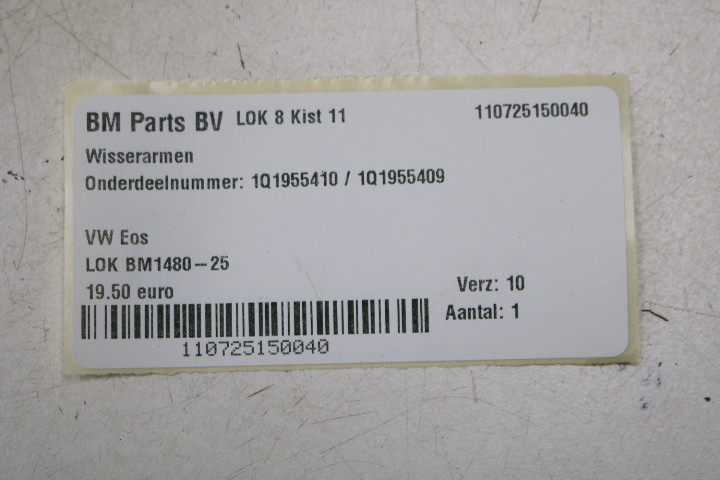 BM Parts BV LOK 8 Kist 11 110725150040
Wisserarmen
Onderdeelnummer: 1Q1955410 / 1Q1955409
VW Eos
LOK BM1480-25
19.50 euro Verz: 10
Aantal: 1
110725150040